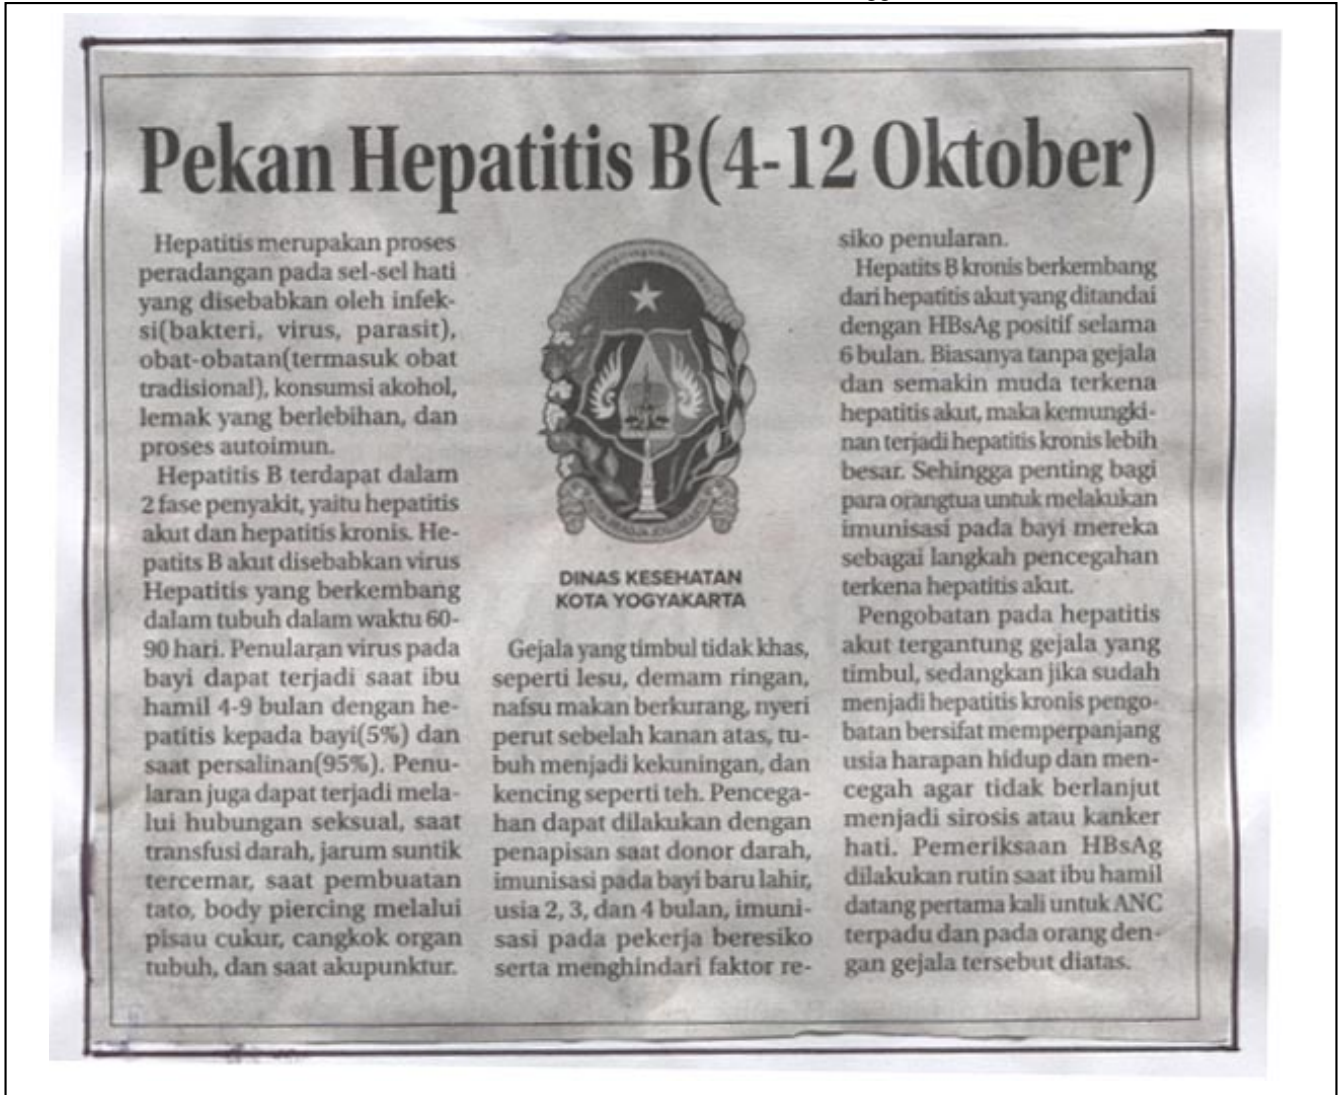 Pekan Hepatitis B(4-12 Oktober)
Hepatitis merupakan proses
peradangan pada sel-sel hati
yang disebabkan oleh infek-
si(bakteri, virus, parasit),
obat-obatan(termasuk obat
tradisional), konsumsi akohol,
lemak yang berlebihan, dan
proses autoimun.
Hepatitis B terdapat dalam
2 fase penyakit, yaitu hepatitis
akut dan hepatitis kronis. He-
patits B akut disebabkan virus
Hepatitis yang berkembang
dalam tubuh dalam waktu 60-
90 hari. Penularan virus pada
bayi dapat terjadi saat ibu
hamil 4-9 bulan dengan he-
patitis kepada bayi(5%) dan
saat persalinan(95%). Penu-
laran juga dapat terjadi mela-
lui hubungan seksual, saat
transfusi darah, jarum suntik
tercemar, saat pembuatan
tato, body piercing melalui
pisau cukur, cangkok organ
tubuh, dan saat akupunktur.
DINAS KESEHATAN
KOTA YOGYAKARTA
Gejala yang timbul tidak khas,
seperti lesu, demam ringan,
nafsu makan berkurang, nyeri
perut sebelah kanan atas, tu-
buh menjadi kekuningan, dan
kencing seperti teh. Pencega-
han dapat dilakukan dengan
penapisan saat donor darah,
imunisasi pada bayi baru lahir,
usia 2, 3, dan 4 bulan, imuni-
sasi pada pekerja beresiko
serta menghindari faktor re-
siko penularan.
Hepatits B kronis berkembang
dari hepatitis akut yang ditandai
dengan HBsAg positif selama
6 bulan. Biasanya tanpa gejala
dan semakin muda terkena
hepatitis akut, maka kemungki-
nan terjadi hepatitis kronis lebih
besar. Sehingga penting bagi
para orangtua untuk melakukan
imunisasi pada bayi mereka
sebagai langkah pencegahan
terkena hepatitis akut.
Pengobatan pada hepatitis
akut tergantung gejala yang
timbul, sedangkan jika sudah
menjadi hepatitis kronis pengo-
batan bersifat memperpanjang
usia harapan hidup dan men-
cegah agar tidak berlanjut
menjadi sirosis atau kanker
hati. Pemeriksaan HBsAg
dilakukan rutin saat ibu hamil
datang pertama kali untuk ANC
terpadu dan pada orang den-
gan gejala tersebut diatas.